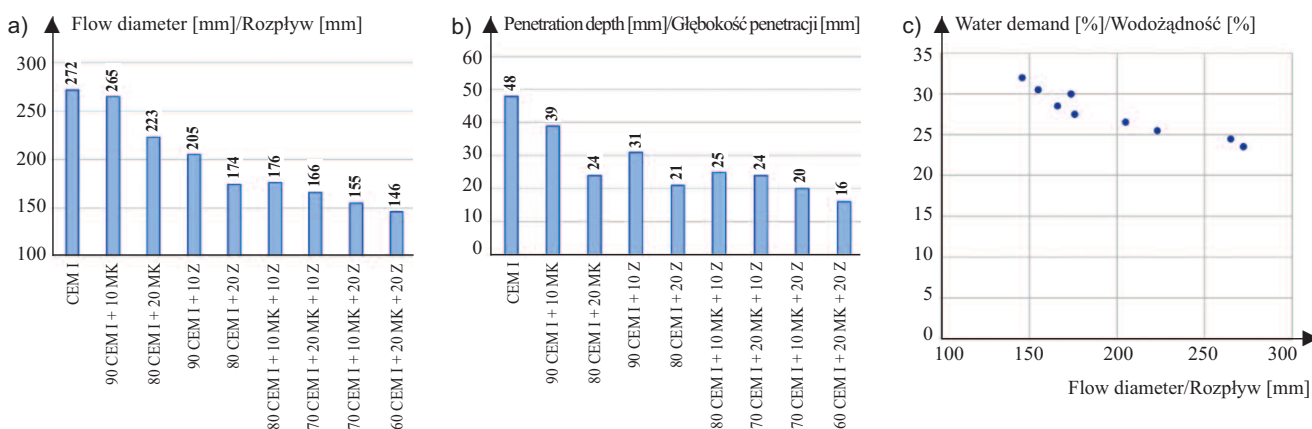 a)
Flow diameter [mm]/Rozpływ [mm]
300
250
200
150
100
272
265
223
205
174
176
166
155
146
CEM I
90 CEM I + 10 MK
80 CEM I + 20 MK
90 CEM I + 10 Z
80 CEM I + 20 Z
80 CEM I + 10 MK + 10 Z
70 CEM I + 20 MK + 10 Z
70 CEM I + 10 MK + 20 Z
60 CEM I + 20 MK + 20 Z
b)
Penetration depth [mm]/Głębokość penetracji [mm]
60
50
40
30
20
10
0
48
39
24
31
21
25
24
20
16
CEM I
90 CEM I + 10 MK
80 CEM I + 20 MK
90 CEM I + 10 Z
80 CEM I + 20 Z
80 CEM I + 10 MK + 10 Z
70 CEM I + 20 MK + 10 Z
70 CEM I + 10 MK + 20 Z
60 CEM I + 20 MK + 20 Z
c)
Water demand [%]/Wodożądność [%]
35
30
25
20
15
10
5
0
100 150 200 250 300
Flow diameter/Rozpływ [mm]